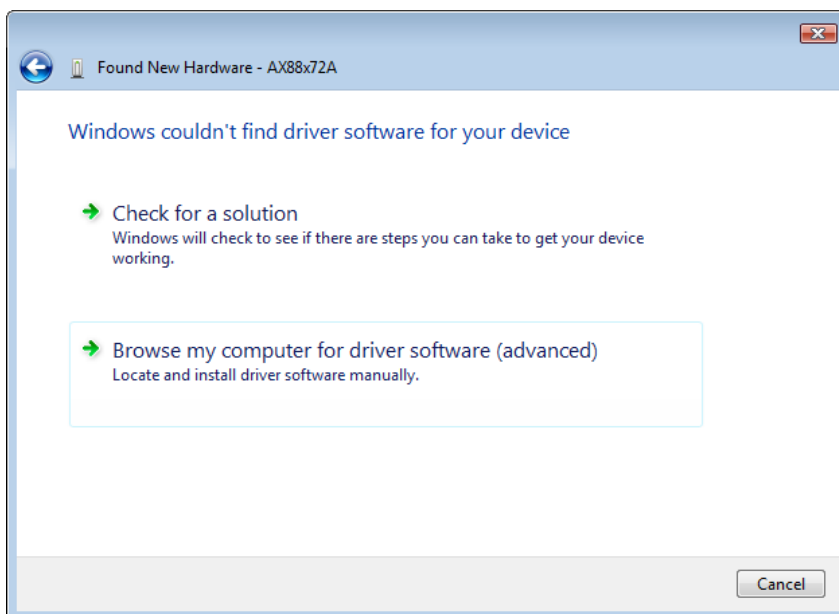 Found New Hardware - AX88x72A
Windows couldn't find driver software for your device
Check for a solution
Windows will check to see if there are steps you can take to get your device
working.
Browse my computer for driver software (advanced)
Locate and install driver software manually.
Cancel